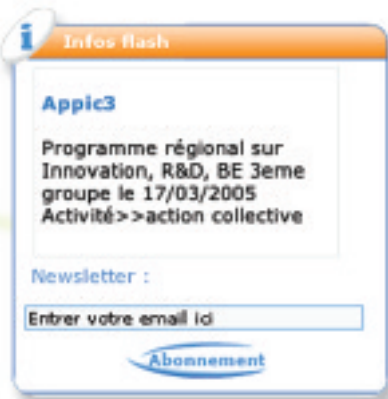 i
Infos flash
Appic3
Programme régional sur
Innovation, R&D, BE 3eme
groupe le 17/03/2005
Activité>>action collective
Newsletter :
Entrer votre email ici
Abonnement